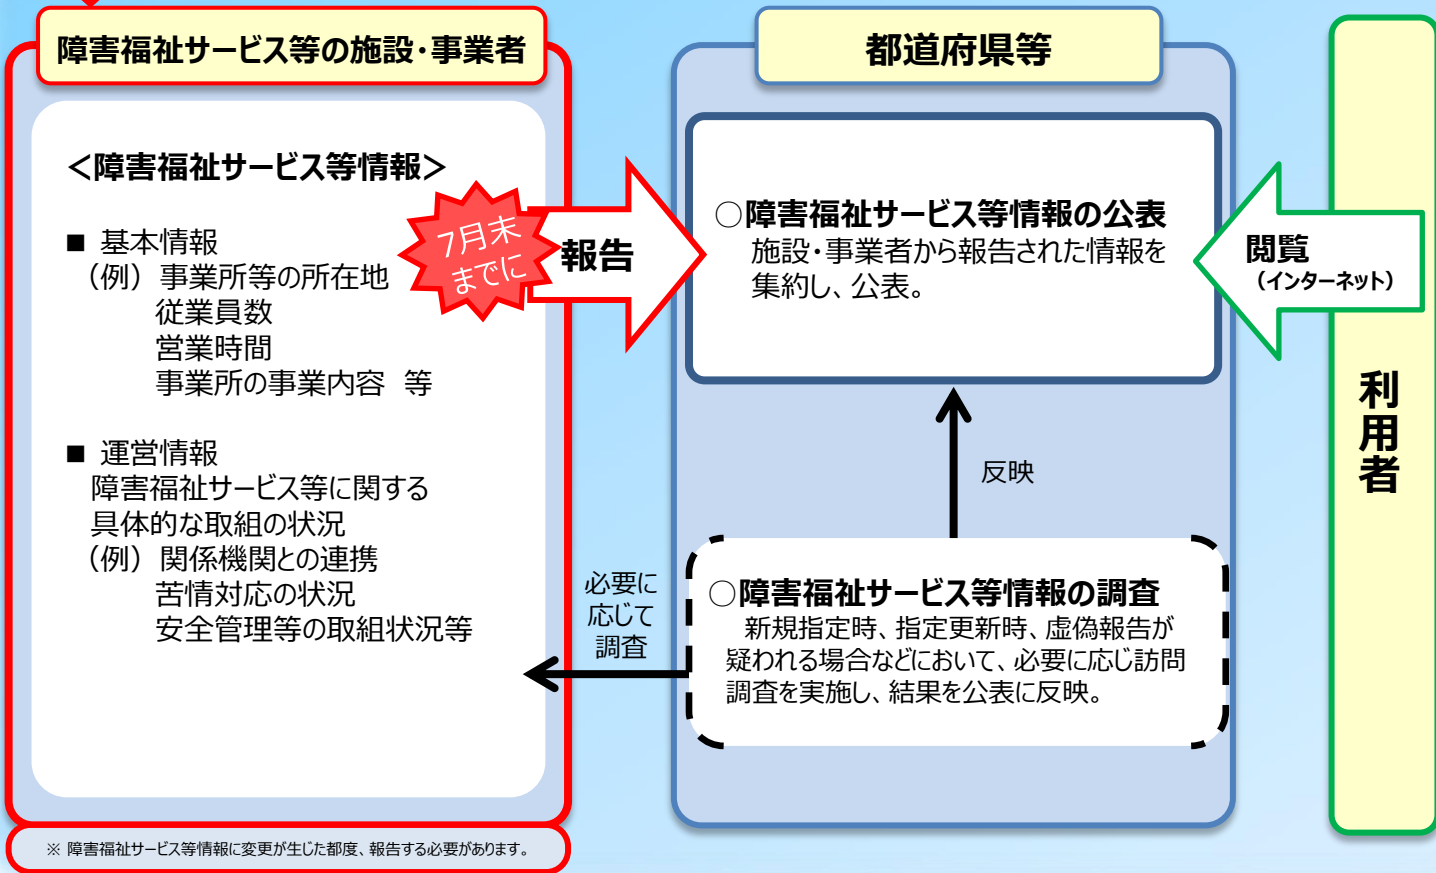 障害福祉サービス等の施設・事業者
<障害福祉サービス等情報>
■ 基本情報
（例）事業所等の所在地
従業員数
営業時間
事業所の事業内容 等
■ 運営情報
障害福祉サービス等に関する
具体的な取組の状況
（例）関係機関との連携
苦情対応の状況
安全管理等の取組状況等
※ 障害福祉サービス等情報に変更が生じた都度、報告する必要があります。
7月末
までに
報告
必要に
応じて
調査
都道府県等
○障害福祉サービス等情報の公表
施設・事業者から報告された情報を
集約し、公表。
反映
○障害福祉サービス等情報の調査
新規指定時、指定更新時、虚偽報告が
疑われる場合などにおいて、必要に応じ訪問
調査を実施し、結果を公表に反映。
閲覧
（インターネット）
利用者